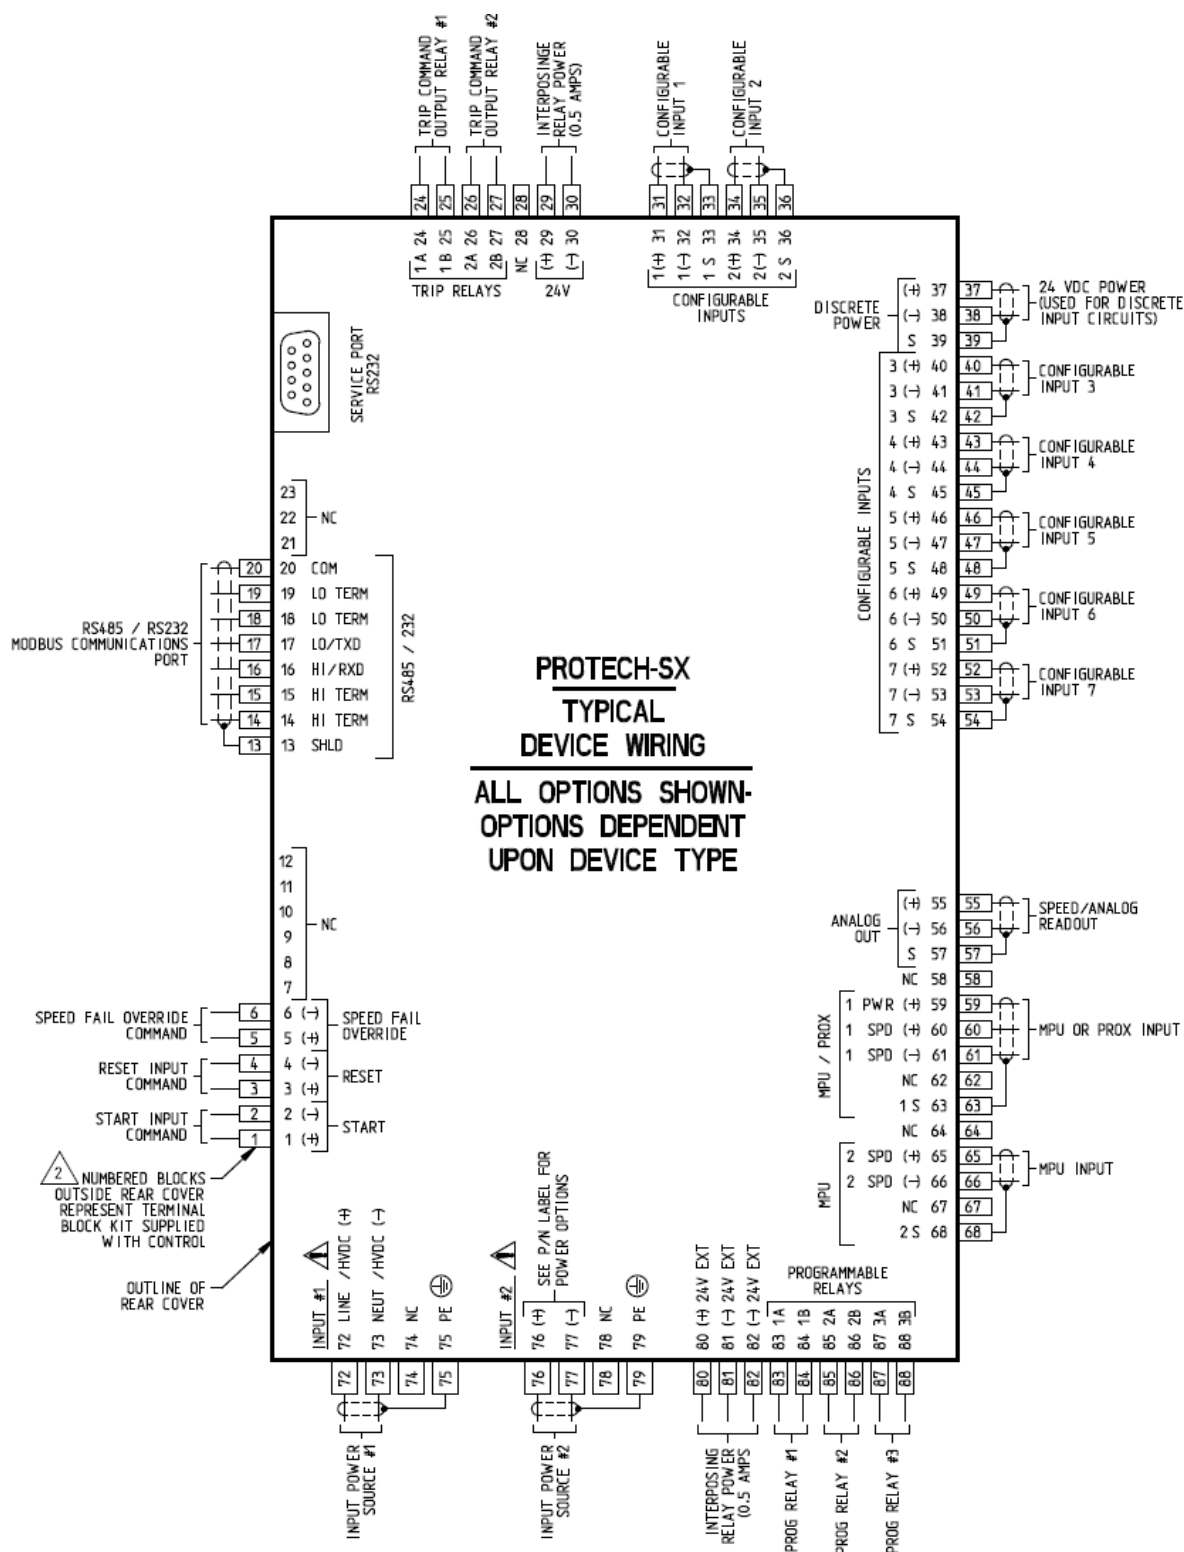 TRIP COMMAND
OUTPUT RELAY #1
TRIP COMMAND
OUTPUT RELAY #2
INTERPOSINGE
RELAY POWER
(0.5 AMPS)
CONFIGURABLE
INPUT 1
CONFIGURABLE
INPUT 2
24
25
26
27
28
29
30
31
32
33
34
35
36
1A 24
1B 25
2A 26
2B 27
NC 28
(+) 29
(-) 30
1(+) 31
1(-) 32
1 S 33
2(+) 34
2(-) 35
2 S 36
TRIP RELAYS
24V
CONFIGURABLE
INPUTS
SERVICE PORT
RS232
DISCRETE
POWER
(+) 37 37
(-) 38 38
S 39 39
24 VDC POWER
(USED FOR DISCRETE
INPUT CIRCUITS)
CONFIGURABLE INPUTS
3 (+) 40 40
3 (-) 41 41
3 S 42 42
CONFIGURABLE
INPUT 3
4 (+) 43 43
4 (-) 44 44
4 S 45 45
CONFIGURABLE
INPUT 4
5 (+) 46 46
5 (-) 47 47
5 S 48 48
CONFIGURABLE
INPUT 5
6 (+) 49 49
6 (-) 50 50
6 S 51 51
CONFIGURABLE
INPUT 6
7 (+) 52 52
7 (-) 53 53
7 S 54 54
CONFIGURABLE
INPUT 7
23
22
21
NC
20 20 COM
19 19 LO TERM
18 18 LO TERM
17 17 LO/TXD
16 16 HI/RXD
15 15 HI TERM
14 14 HI TERM
13 13 SHLD
RS485 / 232
RS485 / RS232
MODBUS COMMUNICATIONS
PORT
PROTECH-SX
TYPICAL
DEVICE WIRING
ALL OPTIONS SHOWN-
OPTIONS DEPENDENT
UPON DEVICE TYPE
12
11
10
9
8
7
NC
6 6 (-)
5 5 (+)
SPEED FAIL
OVERRIDE
SPEED FAIL OVERRIDE
COMMAND
4 4 (-)
3 3 (+)
RESET
RESET INPUT
COMMAND
2 2 (-)
1 1 (+)
START
START INPUT
COMMAND
2 NUMBERED BLOCKS
OUTSIDE REAR COVER
REPRESENT TERMINAL
BLOCK KIT SUPPLIED
WITH CONTROL
OUTLINE OF
REAR COVER
ANALOG
OUT
(+) 55 55
(-) 56 56
S 57 57
SPEED/ANALOG
READOUT
NC 58 58
MPU / PROX
1 PWR (+) 59 59
1 SPD (+) 60 60
1 SPD (-) 61 61
NC 62 62
1 S 63 63
MPU OR PROX INPUT
NC 64 64
MPU
2 SPD (+) 65 65
2 SPD (-) 66 66
NC 67 67
2 S 68 68
MPU INPUT
INPUT #1
72 LINE /HVDC (+)
73 NEUT /HVDC (-)
74 NC
75 PE
INPUT #2
76 (+)
77 (-)
SEE P/N LABEL FOR
POWER OPTIONS
78 NC
79 PE
80 (+) 24V EXT
81 (-) 24V EXT
82 (-) 24V EXT
PROGRAMMABLE
RELAYS
83 1A
84 1B
85 2A
86 2B
87 3A
88 3B
72
73
74
75
76
77
78
79
80
81
82
83
84
85
86
87
88
INPUT POWER
SOURCE #1
INPUT POWER
SOURCE #2
INTERPOSING
RELAY POWER
(0.5 AMPS
PROG RELAY #1
PROG RELAY #2
PROG RELAY #3